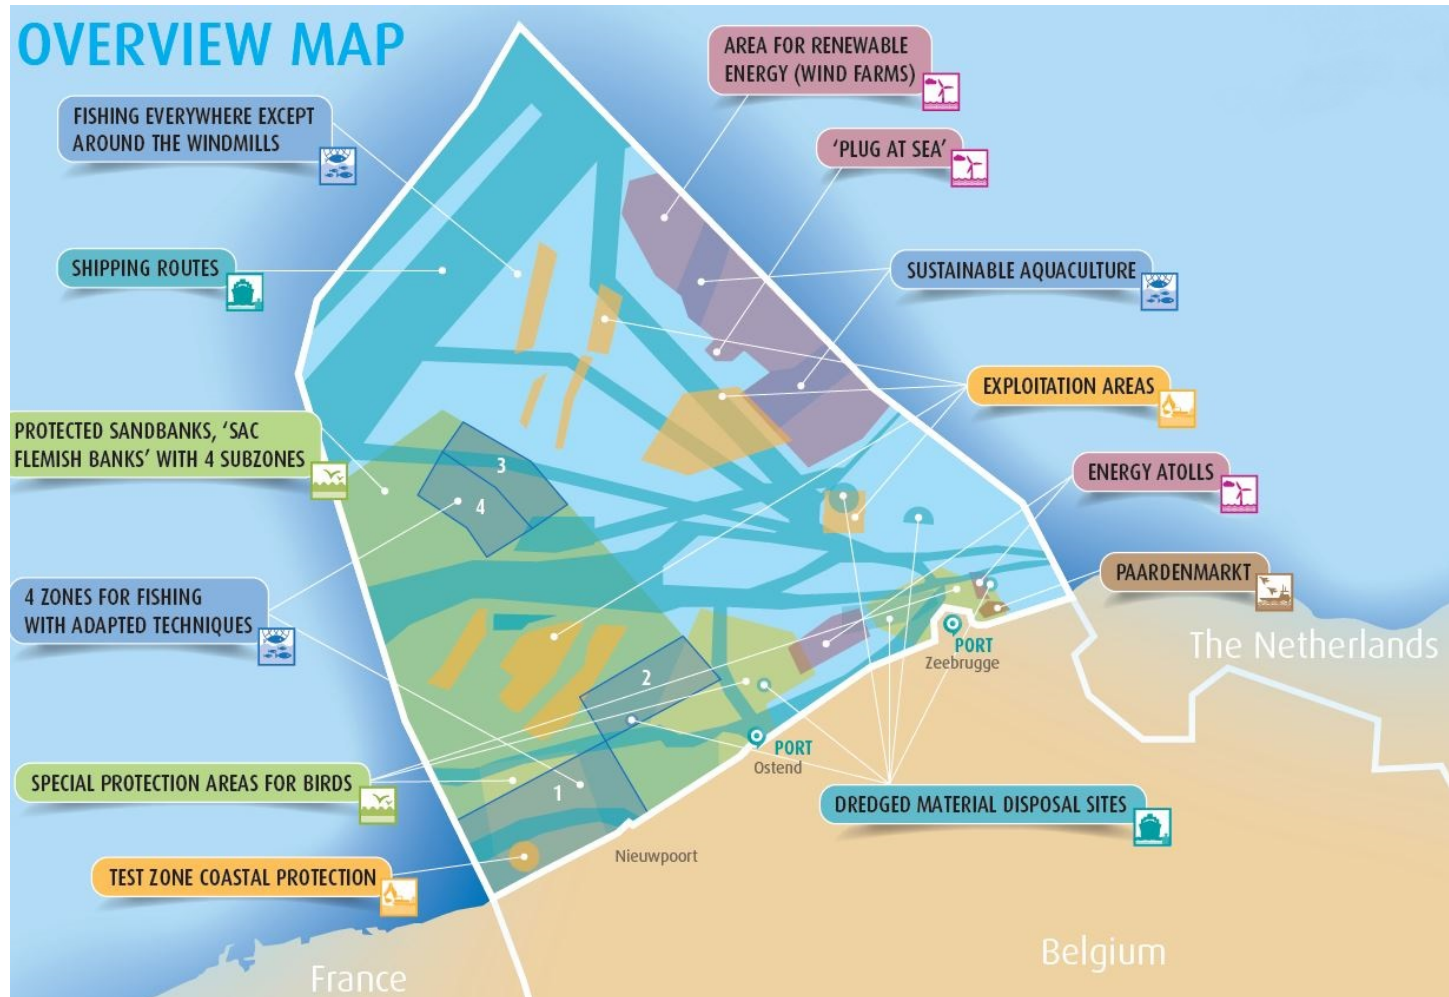 OVERVIEW MAP
AREA FOR RENEWABLE
ENERGY (WIND FARMS)
FISHING EVERYWHERE EXCEPT
AROUND THE WINDMILLS
‘PLUG AT SEA’
SHIPPING ROUTES
SUSTAINABLE AQUACULTURE
EXPLOITATION AREAS
PROTECTED SANDBANKS, ‘SAC
FLEMISH BANKS’ WITH 4 SUBZONES
3
4
ENERGY ATOLLS
PAARDENMARKT
4 ZONES FOR FISHING
WITH ADAPTED TECHNIQUES
The Netherlands
PORT
Zeebrugge
2
PORT
Ostend
SPECIAL PROTECTION AREAS FOR BIRDS
1
DREDGED MATERIAL DISPOSAL SITES
Nieuwpoort
TEST ZONE COASTAL PROTECTION
Belgium
France